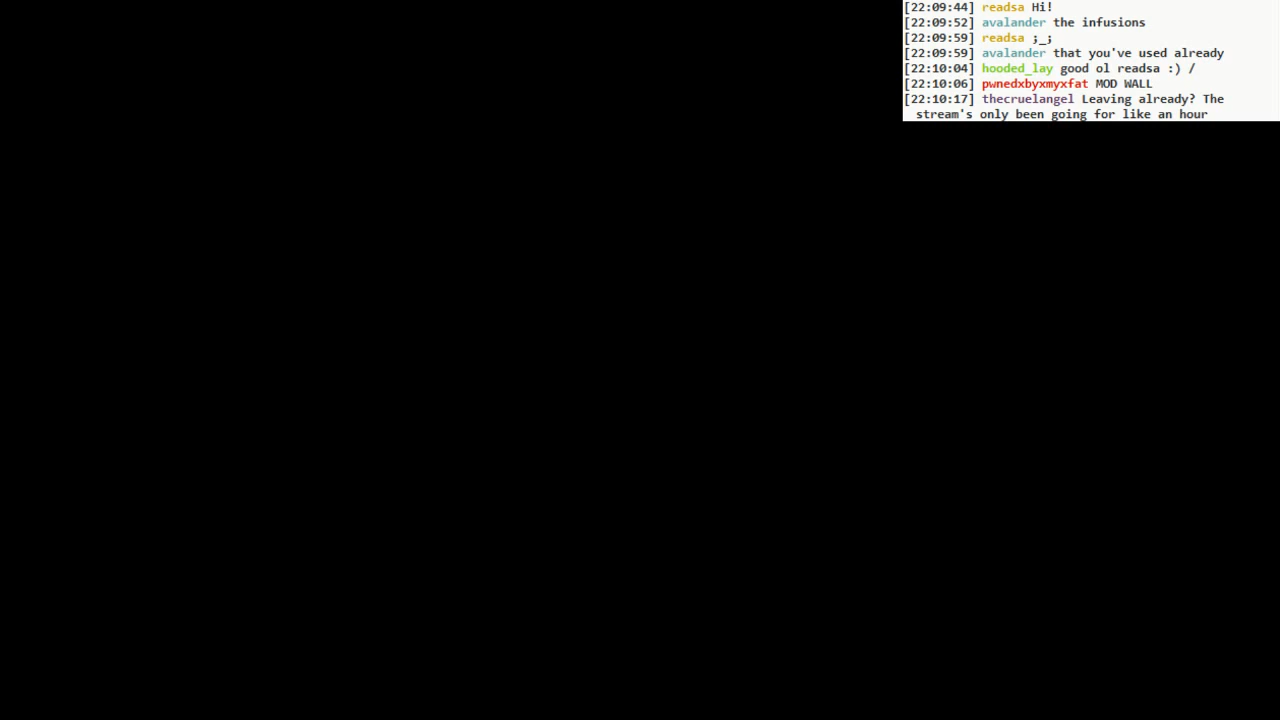 [22:09:44] readsa Hi!
[22:09:52] avalander the infusions
[22:09:59] readsa ;_;
[22:09:59] avalander that you've used already
[22:10:04] hooded_lay good ol readsa :) /
[22:10:06] pwnedxbyxmyxfat MOD WALL
[22:10:17] thecruelangel Leaving already? The
stream's only been going for like an hour